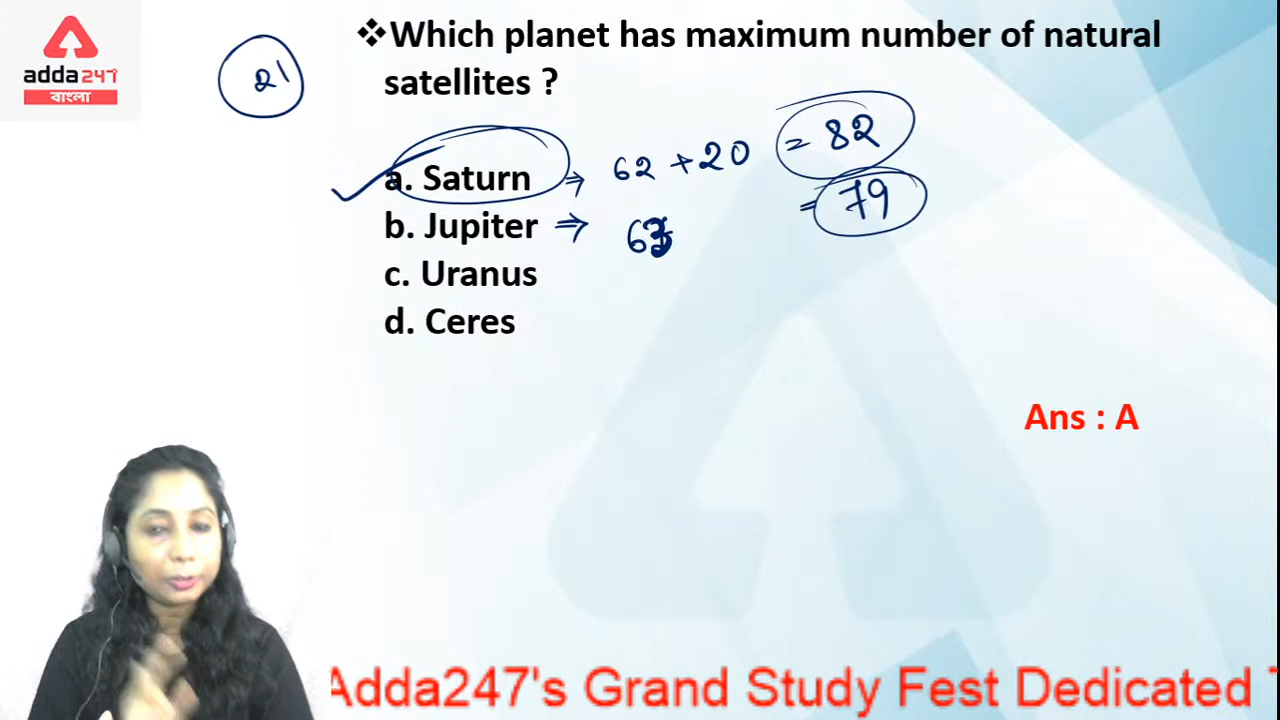 adda247
বাংলা
21
❖Which planet has maximum number of natural
satellites ?
a. Saturn ⇒ 62 + 20 = 82
b. Jupiter ⇒ = 79
c. Uranus
d. Ceres
Ans : A
Adda247's Grand Study Fest Dedicated